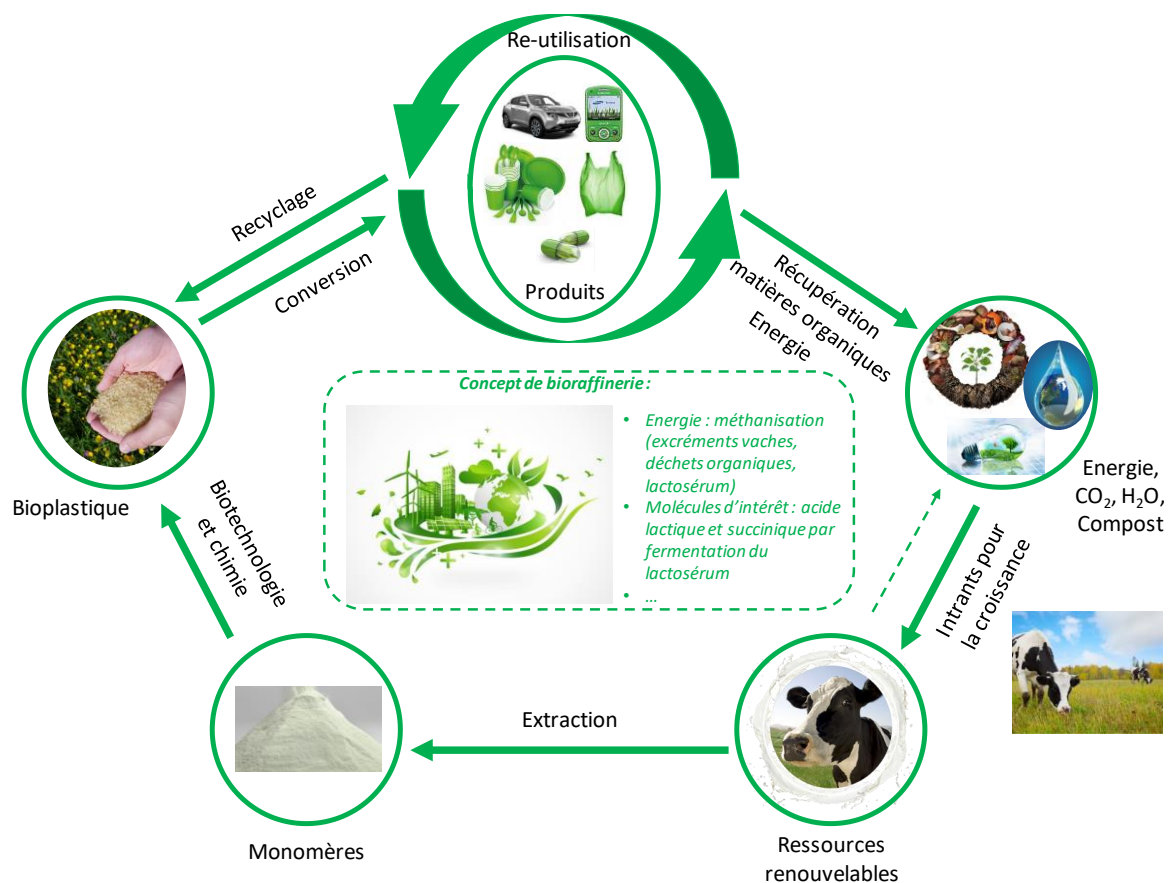 Re-utilisation
Produits
Recyclage
Conversion
Récupération
matières organiques
Energie
Bioplastique
Concept de bioraffinerie :
• Energie : méthanisation
(excréments vaches,
déchets organiques,
lactosérum)
• Molécules d’intérêt : acide
lactique et succinique par
fermentation du
lactosérum
• …
Energie,
CO₂, H₂O,
Compost
Biotechnologie
et chimie
Intrants pour
la croissance
Extraction
Monomères
Ressources
renouvelables